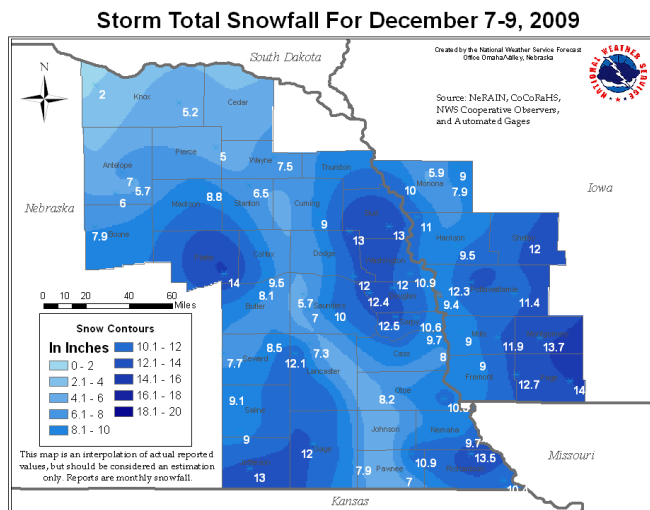 Storm Total Snowfall For December 7-9, 2009
South Dakota
Created by the National Weather Service Forecast
Office Omaha/Valley, Nebraska
NATIONAL WEATHER SERVICE
N
Source: NeRAIN, CoCoRaHS,
NWS Cooperative Observers,
and Automated Gages
2
Knox
5.2
Cedar
Pierce
5
Wayne
7.5
Thurston
Antelope
7
5.7
6
Madison
8.8
Stanton
6.5
Cuming
10
Monona
5.9
9
7.9
Iowa
Nebraska
7.9
Boone
9
13
13
11
Harrison
9.5
12
14
Colfax
Dodge
9.5
8.1
Butler
5.7
Saunders
7
10
12
12
10.9
12.4
Douglas
12.5
12.3
9.4
11.4
0 10 20 40 60
Miles
Snow Contours
In Inches
0 - 2
2.1 - 4
4.1 - 6
6.1 - 8
8.1 - 10
10.1 - 12
12.1 - 14
14.1 - 16
16.1 - 18
18.1 - 20
8.5
7.7
Seward
12.1
7.3
Lancaster
Cass
10.6
9.7
8
Mills
9
11.9
13.7
9
Fremont
12.7
14
9.1
Saline
8.2
Otoe
9
Johnson
Nemaha
9.7
13.5
12
Gage
13
7.9
Pawnee
10.9
7
Missouri
Kansas
This map is an interpolation of actual reported
values, but should be considered an estimation
only. Reports are monthly snowfall.